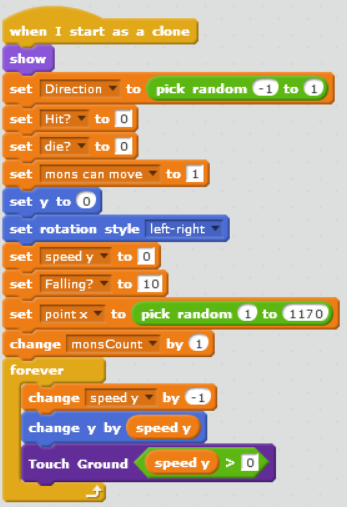 when I start as a clone
show
set Direction to pick random -1 to 1
set Hit? to 0
set die? to 0
set mons can move to 1
set y to 0
set rotation style left-right
set speed y to 0
set Falling? to 10
set point x to pick random 1 to 1170
change monsCount by 1
forever
change speed y by -1
change y by speed y
Touch Ground speed y > 0